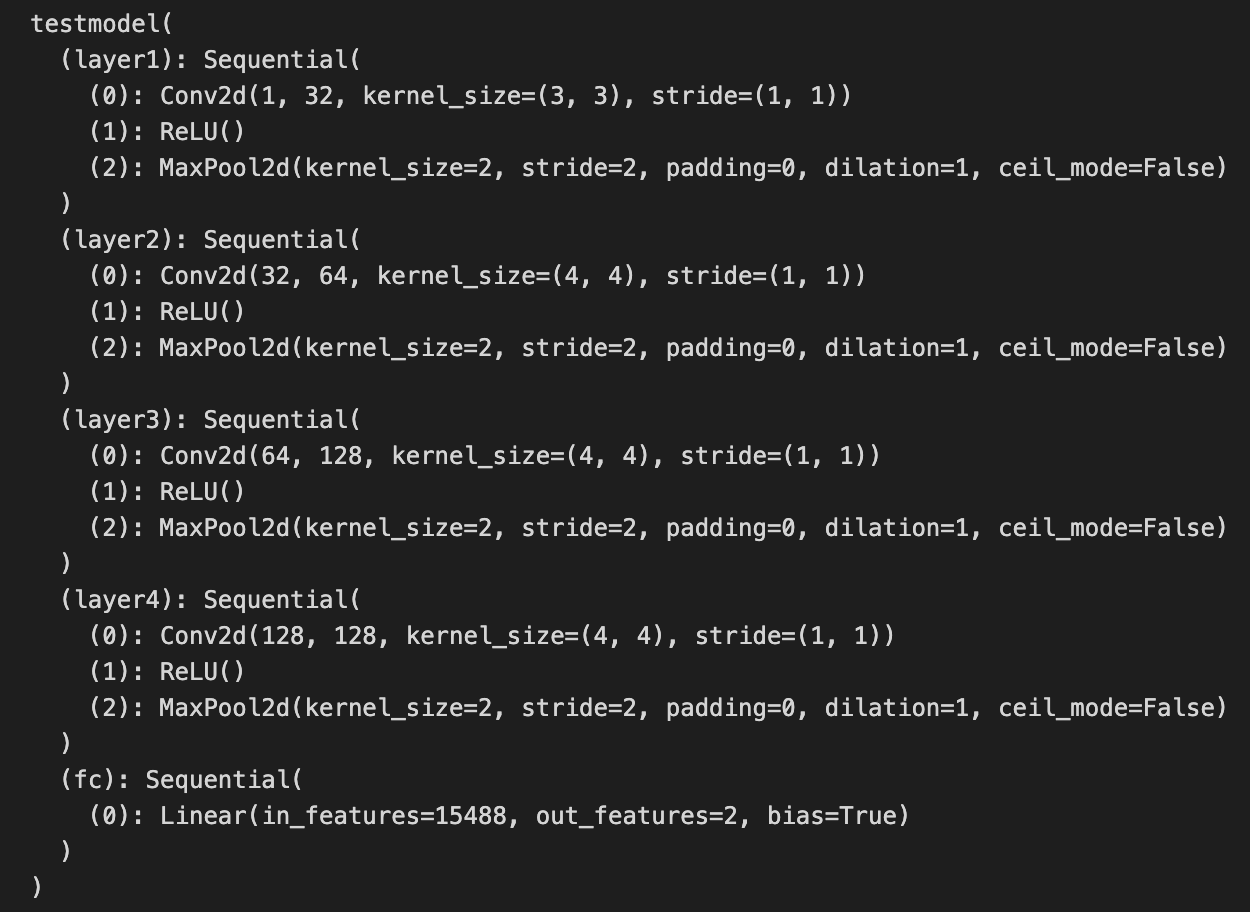 testmodel(
  (layer1): Sequential(
    (0): Conv2d(1, 32, kernel_size=(3, 3), stride=(1, 1))
    (1): ReLU()
    (2): MaxPool2d(kernel_size=2, stride=2, padding=0, dilation=1, ceil_mode=False)
  )
  (layer2): Sequential(
    (0): Conv2d(32, 64, kernel_size=(4, 4), stride=(1, 1))
    (1): ReLU()
    (2): MaxPool2d(kernel_size=2, stride=2, padding=0, dilation=1, ceil_mode=False)
  )
  (layer3): Sequential(
    (0): Conv2d(64, 128, kernel_size=(4, 4), stride=(1, 1))
    (1): ReLU()
    (2): MaxPool2d(kernel_size=2, stride=2, padding=0, dilation=1, ceil_mode=False)
  )
  (layer4): Sequential(
    (0): Conv2d(128, 128, kernel_size=(4, 4), stride=(1, 1))
    (1): ReLU()
    (2): MaxPool2d(kernel_size=2, stride=2, padding=0, dilation=1, ceil_mode=False)
  )
  (fc): Sequential(
    (0): Linear(in_features=15488, out_features=2, bias=True)
  )
)